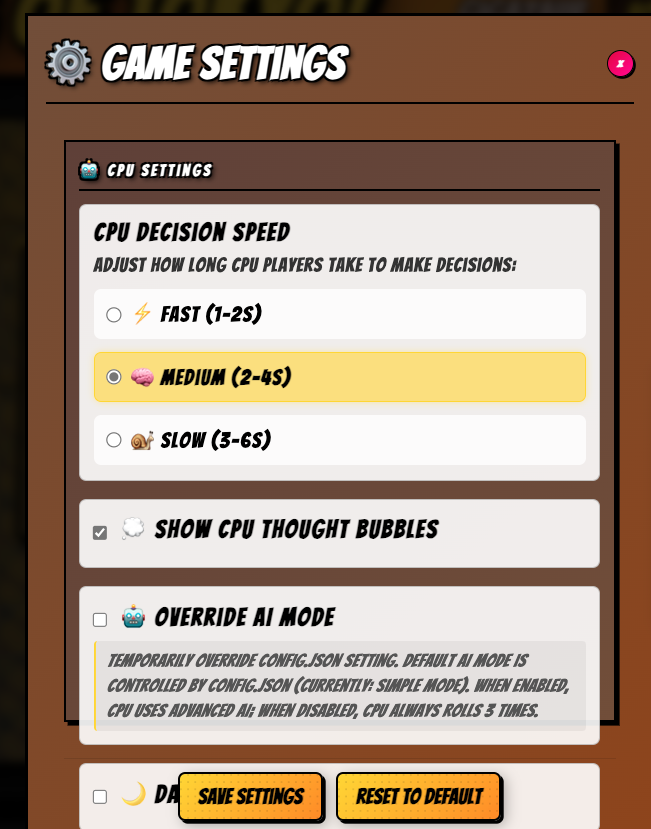 GAME SETTINGS
X
CPU SETTINGS
CPU DECISION SPEED
ADJUST HOW LONG CPU PLAYERS TAKE TO MAKE DECISIONS:
FAST (1-2S)
MEDIUM (2-4S)
SLOW (3-6S)
SHOW CPU THOUGHT BUBBLES
OVERRIDE AI MODE
TEMPORARILY OVERRIDE CONFIG.JSON SETTING. DEFAULT AI MODE IS
CONTROLLED BY CONFIG.JSON (CURRENTLY: SIMPLE MODE). WHEN ENABLED,
CPU USES ADVANCED AI; WHEN DISABLED, CPU ALWAYS ROLLS 3 TIMES.
SAVE SETTINGS
RESET TO DEFAULT